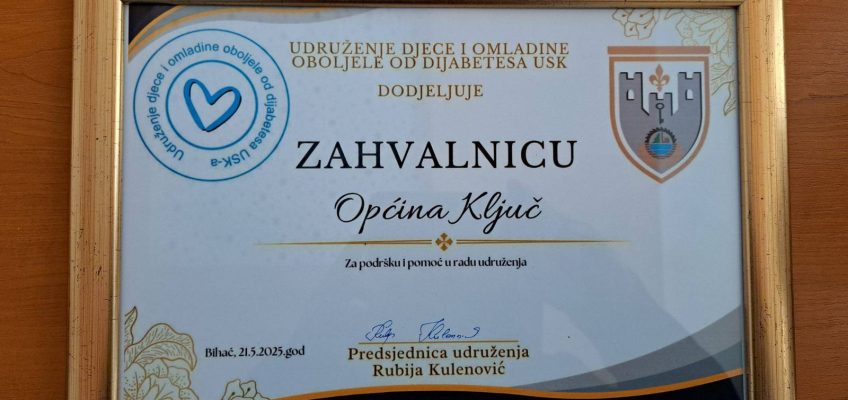 UDRUŽENJE DJECE I OMLADINE
OBOLJELE OD DIJABETESA USK
Udruženje djece i omladine oboljele od dijabetesa USK-a
DODJELJUJE
ZAHVALNICU
Općina Ključ
Za podršku i pomoć u radu udruženja
Bihać, 21.5.2025.god
Predsjednica udruženja
Rubija Kulenović